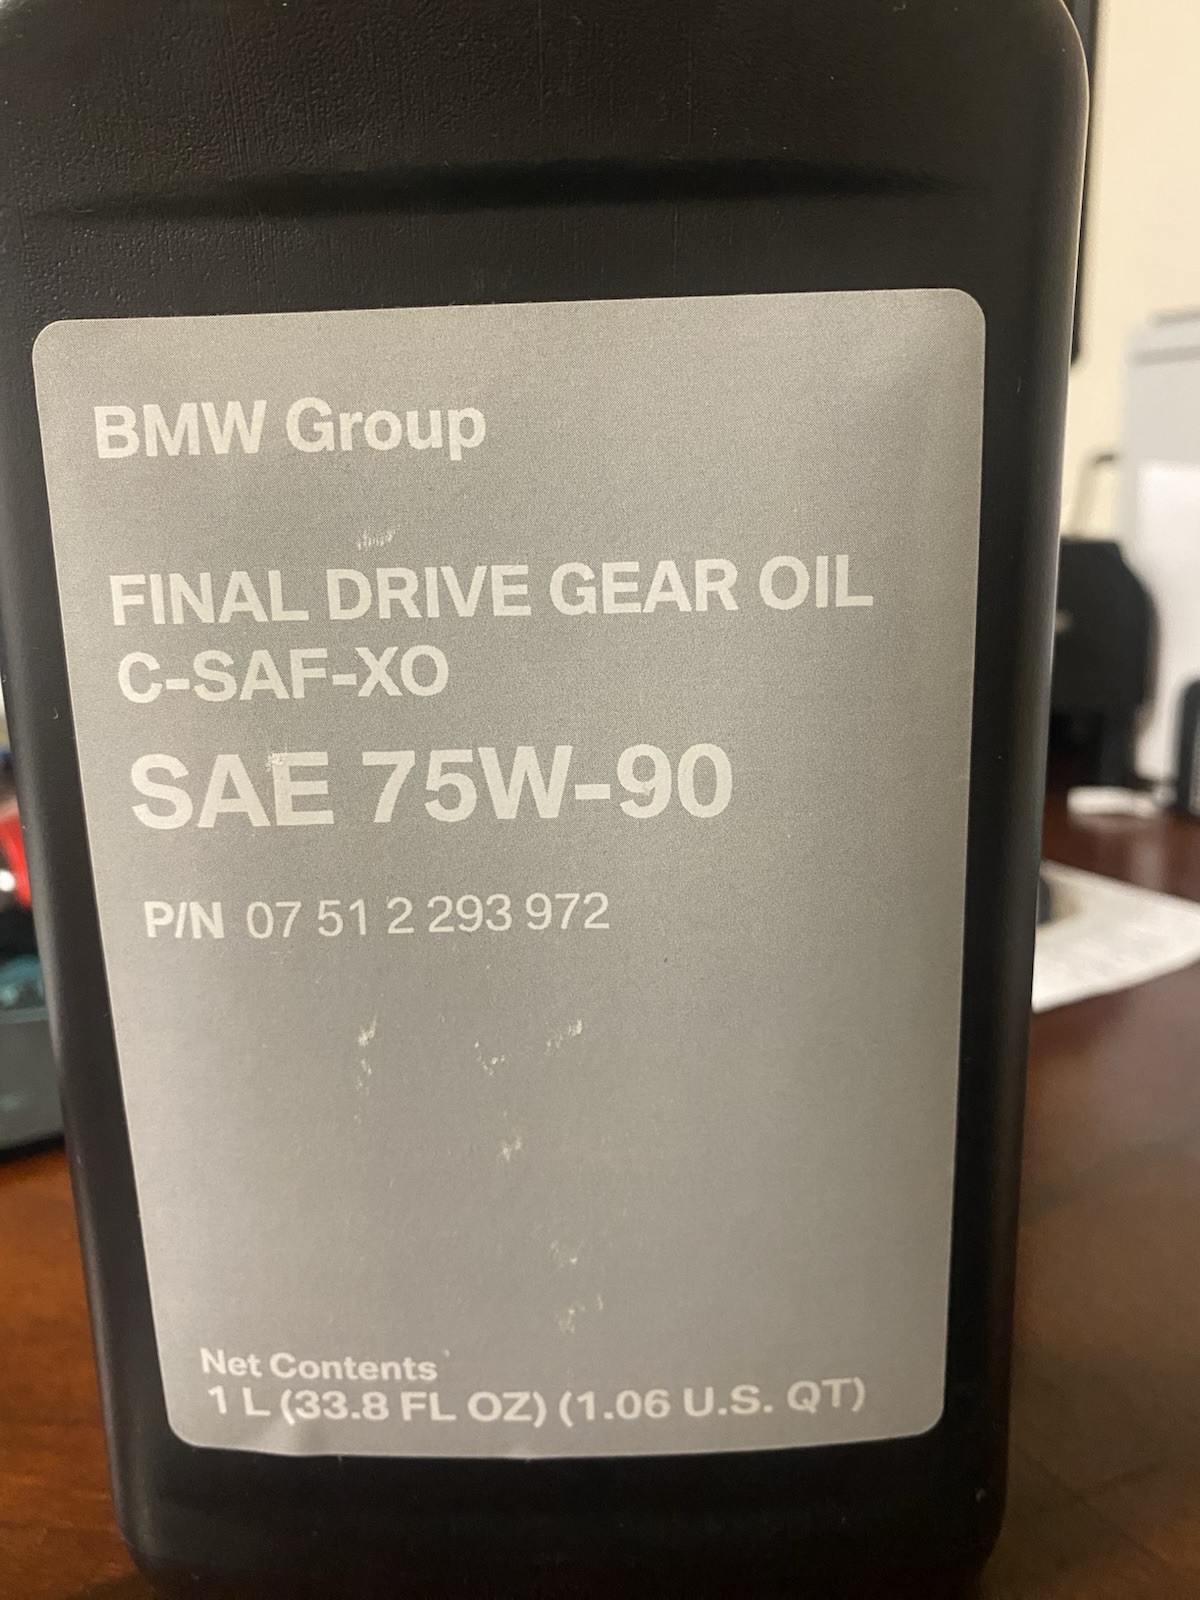 BMW Group
FINAL DRIVE GEAR OIL
C-SAF-XO
SAE 75W-90
P/N 07 51 2 293 972
Net Contents
1 L (33.8 FL OZ) (1.06 U.S. QT)